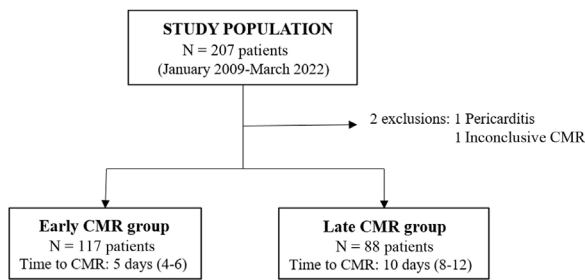 STUDY POPULATION
N = 207 patients
(January 2009-March 2022)
2 exclusions: 1 Pericarditis
1 Inconclusive CMR
Early CMR group
N = 117 patients
Time to CMR: 5 days (4-6)
Late CMR group
N = 88 patients
Time to CMR: 10 days (8-12)